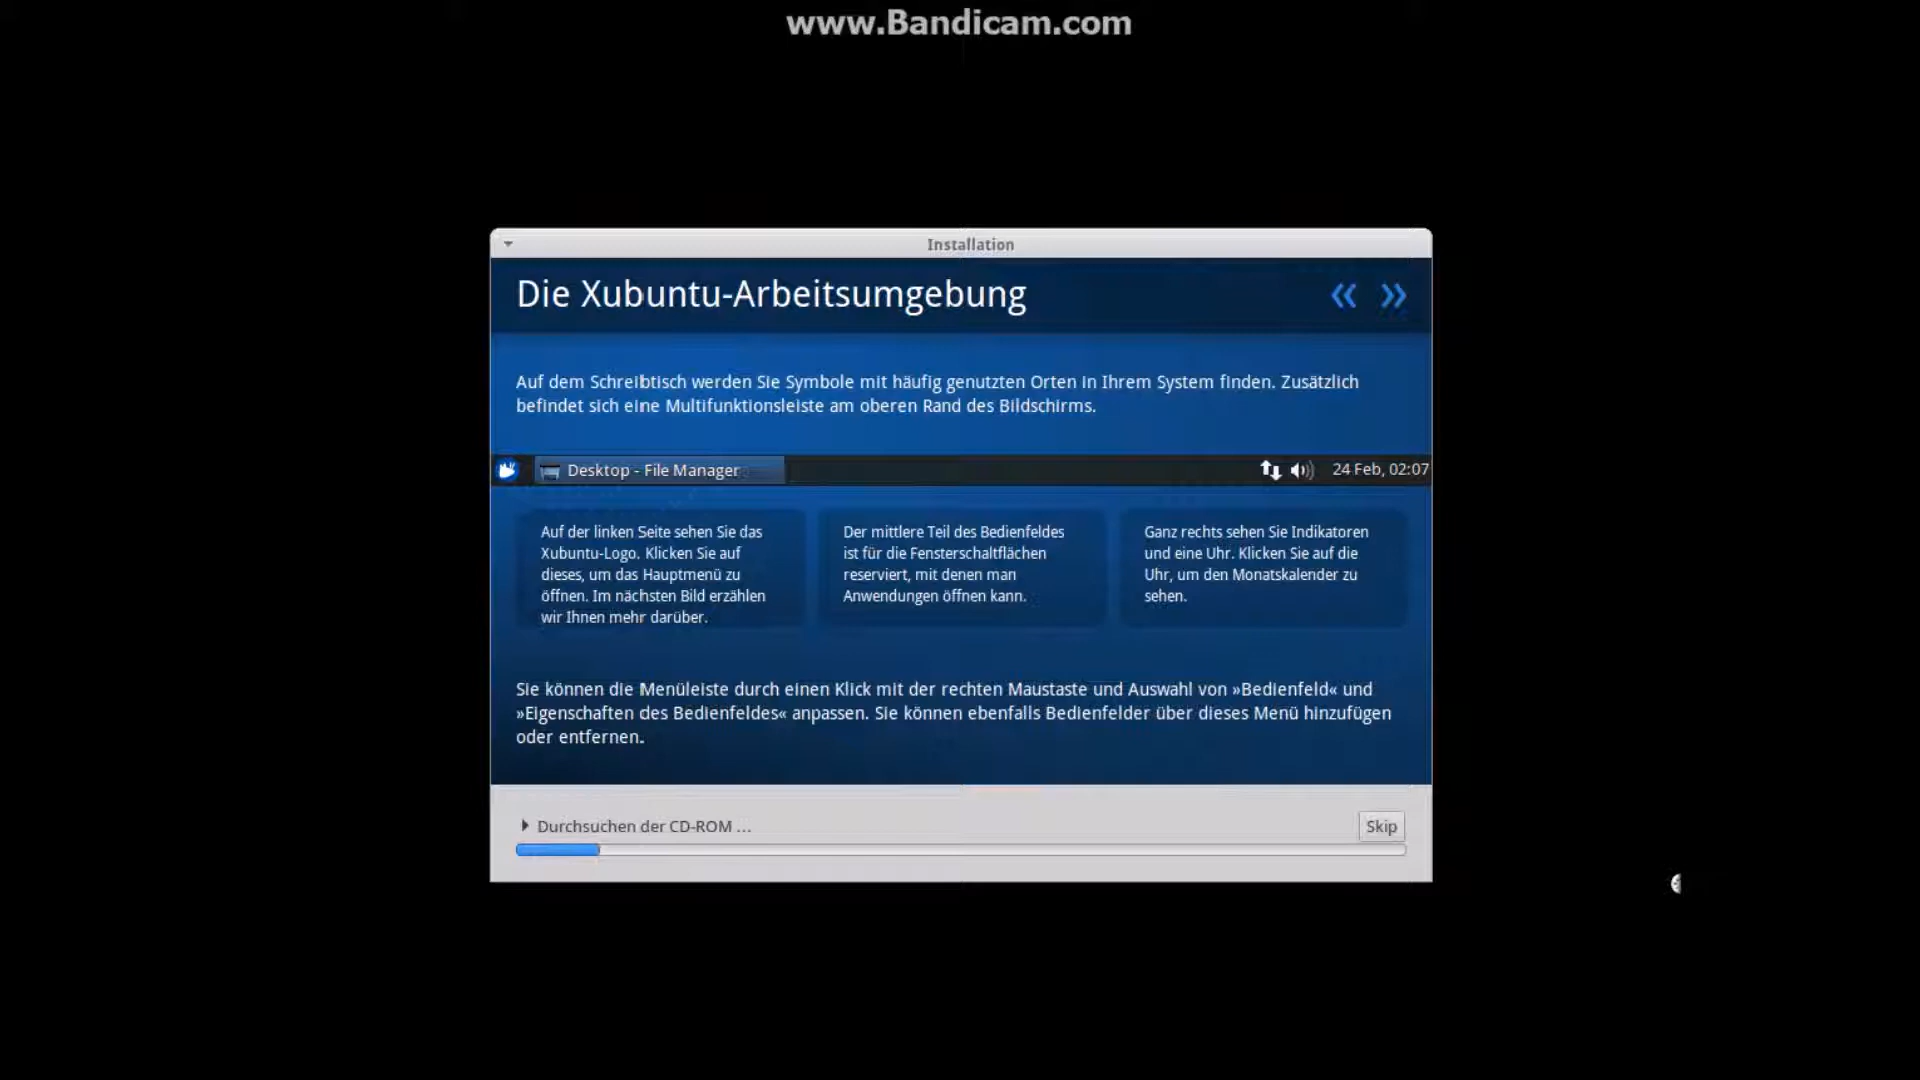 www.Bandicam.com
Installation
Die Xubuntu-Arbeitsumgebung
Auf dem Schreibtisch werden Sie Symbole mit häufig genutzten Orten in Ihrem System finden. Zusätzlich
befindet sich eine Multifunktionsleiste am oberen Rand des Bildschirms.
Desktop - File Manager 24 Feb, 02:07
Auf der linken Seite sehen Sie das
Xubuntu-Logo. Klicken Sie auf
dieses, um das Hauptmenü zu
öffnen. Im nächsten Bild erzählen
wir Ihnen mehr darüber.
Der mittlere Teil des Bedienfeldes
ist für die Fensterschaltflächen
reserviert, mit denen man
Anwendungen öffnen kann.
Ganz rechts sehen Sie Indikatoren
und eine Uhr. Klicken Sie auf die
Uhr, um den Monatskalender zu
sehen.
Sie können die Menüleiste durch einen Klick mit der rechten Maustaste und Auswahl von »Bedienfeld« und
»Eigenschaften des Bedienfeldes« anpassen. Sie können ebenfalls Bedienfelder über dieses Menü hinzufügen
oder entfernen.
Durchsuchen der CD-ROM ...
Skip